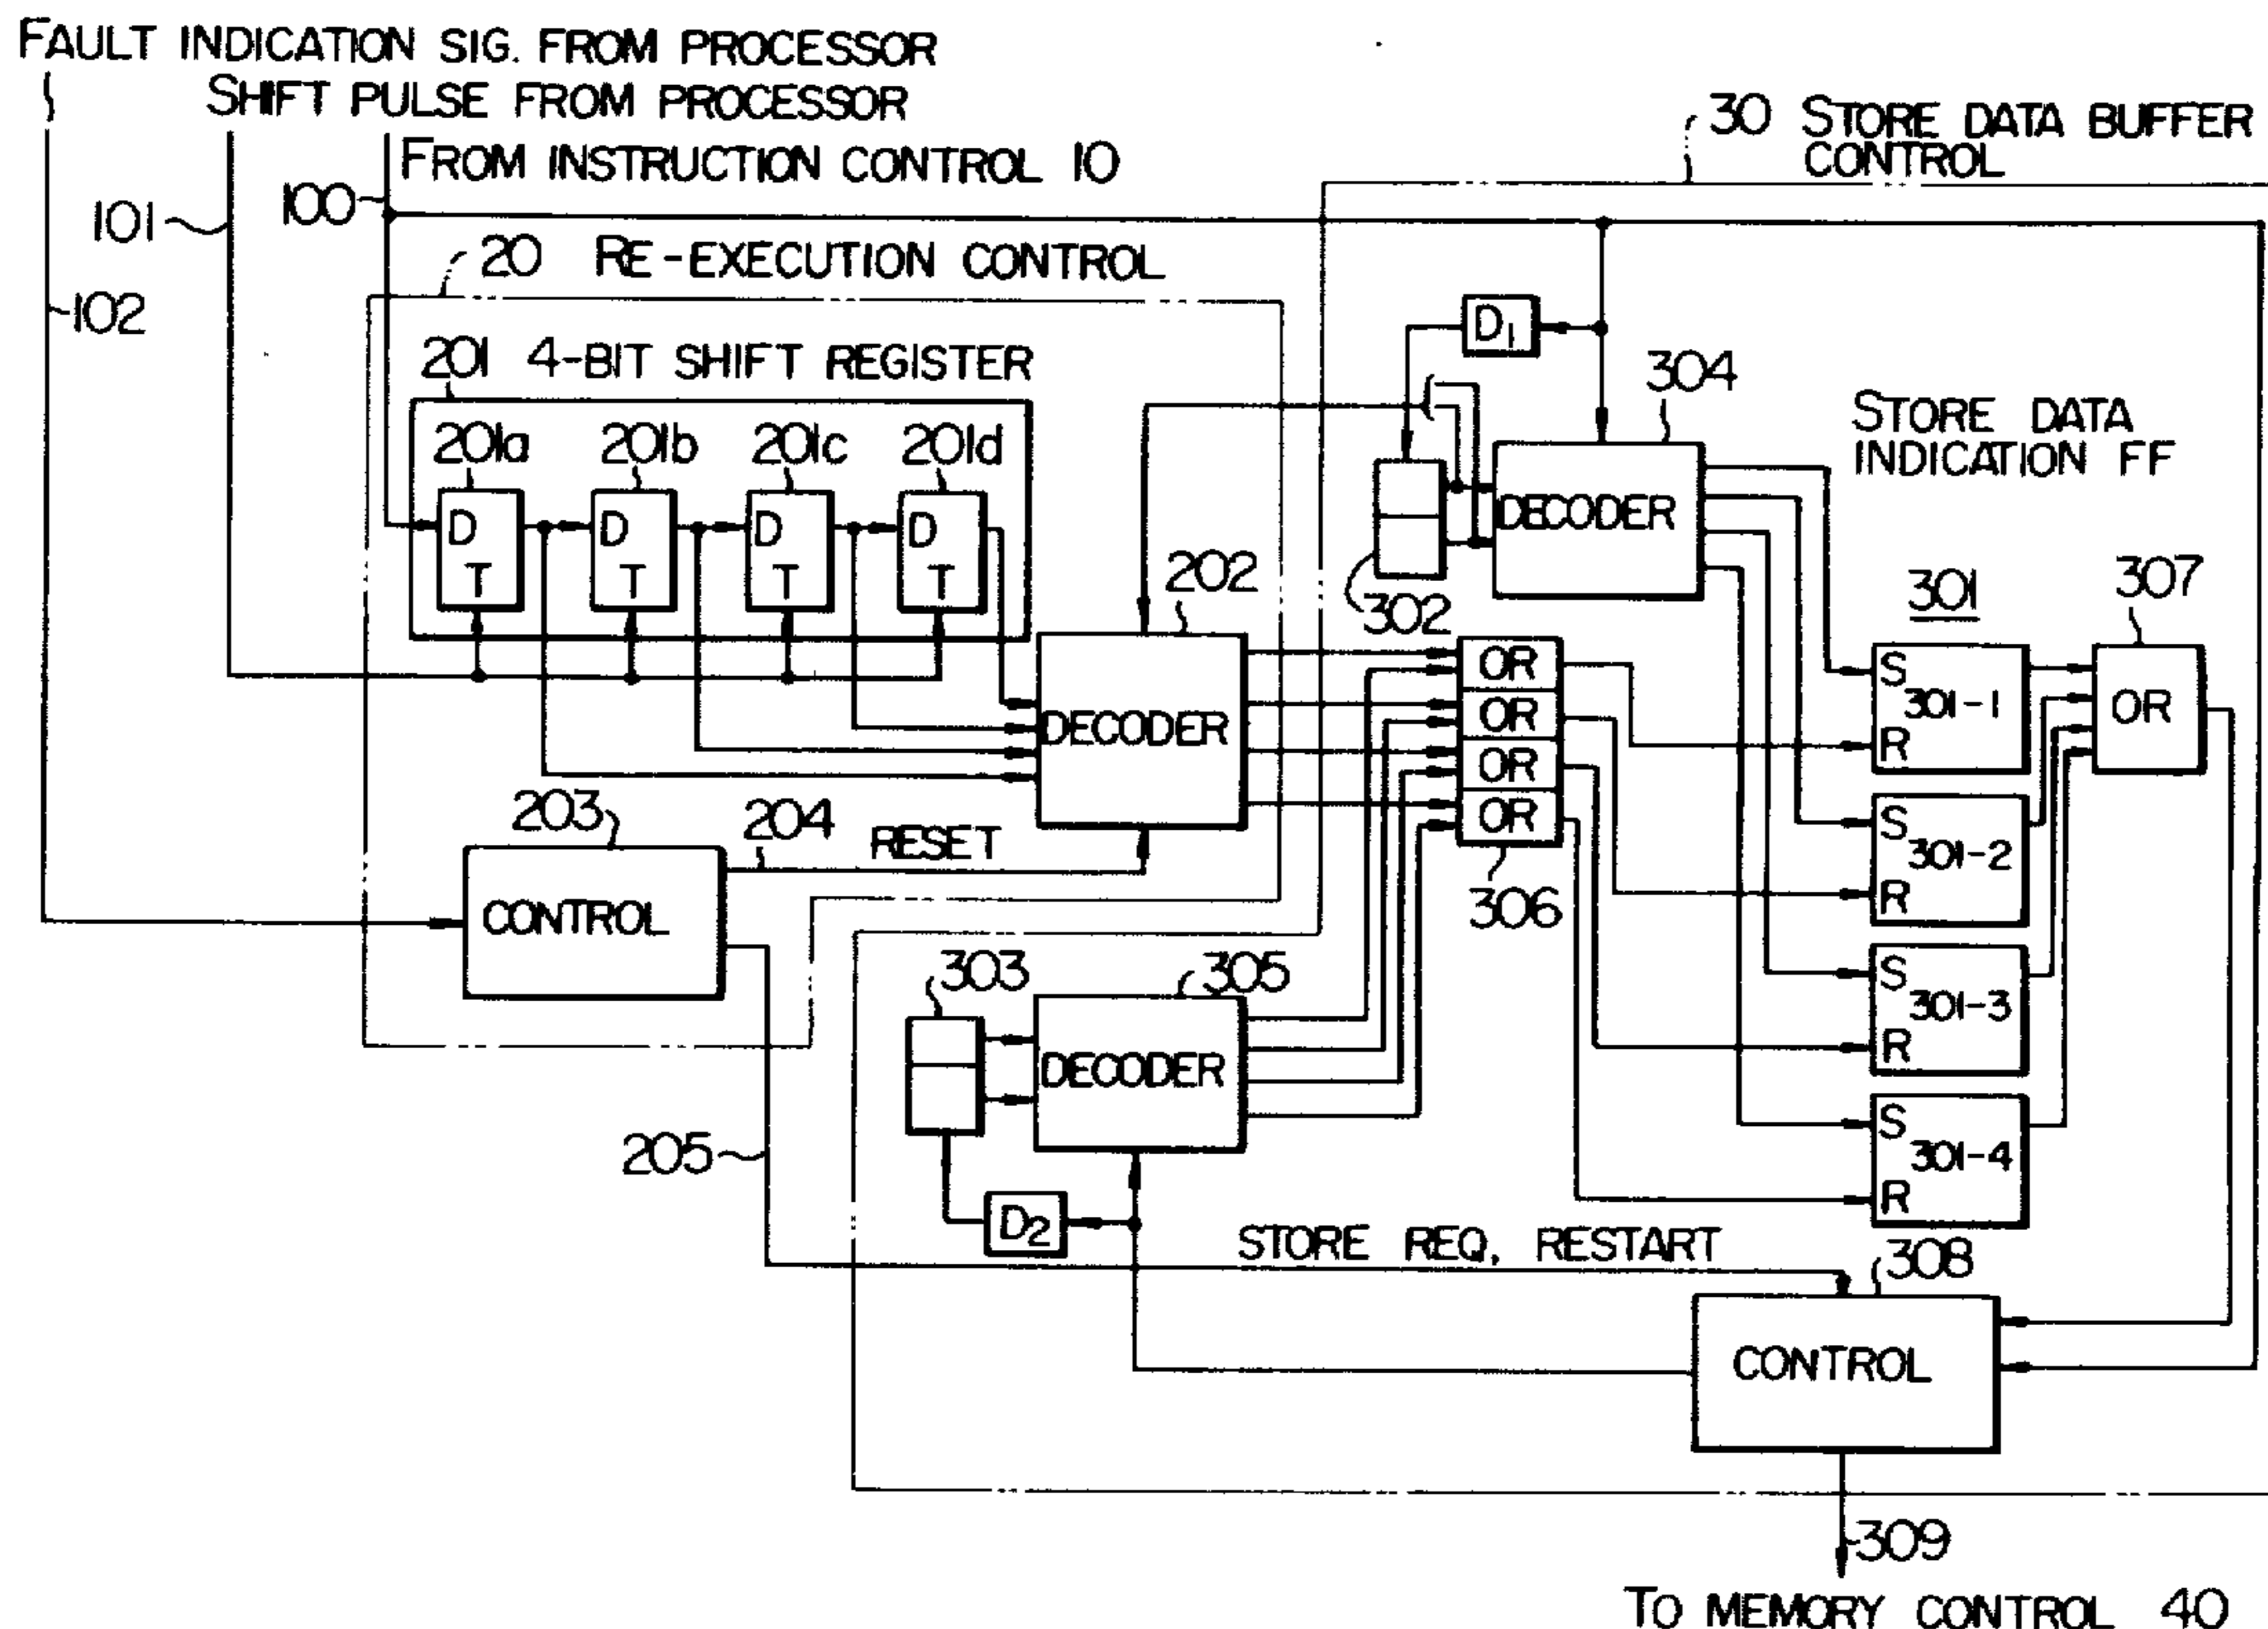 FAULT INDICATION SIG. FROM PROCESSOR
SHIFT PULSE FROM PROCESSOR
FROM INSTRUCTION CONTROL 10
30 STORE DATA BUFFER
CONTROL
100
101
102
20 RE-EXECUTION CONTROL
201 4-BIT SHIFT REGISTER
201a 201b 201c 201d
D D D D
T T T T
D1
304
STORE DATA
INDICATION FF
DECODER
302
202
DECODER
301
307
OR
OR
OR
OR
306
S
301-1
R
OR
S
301-2
R
S
301-3
R
S
301-4
R
203
204 RESET
CONTROL
303
305
DECODER
205
D2
STORE REQ. RESTART
308
CONTROL
309
TO MEMORY CONTROL 40